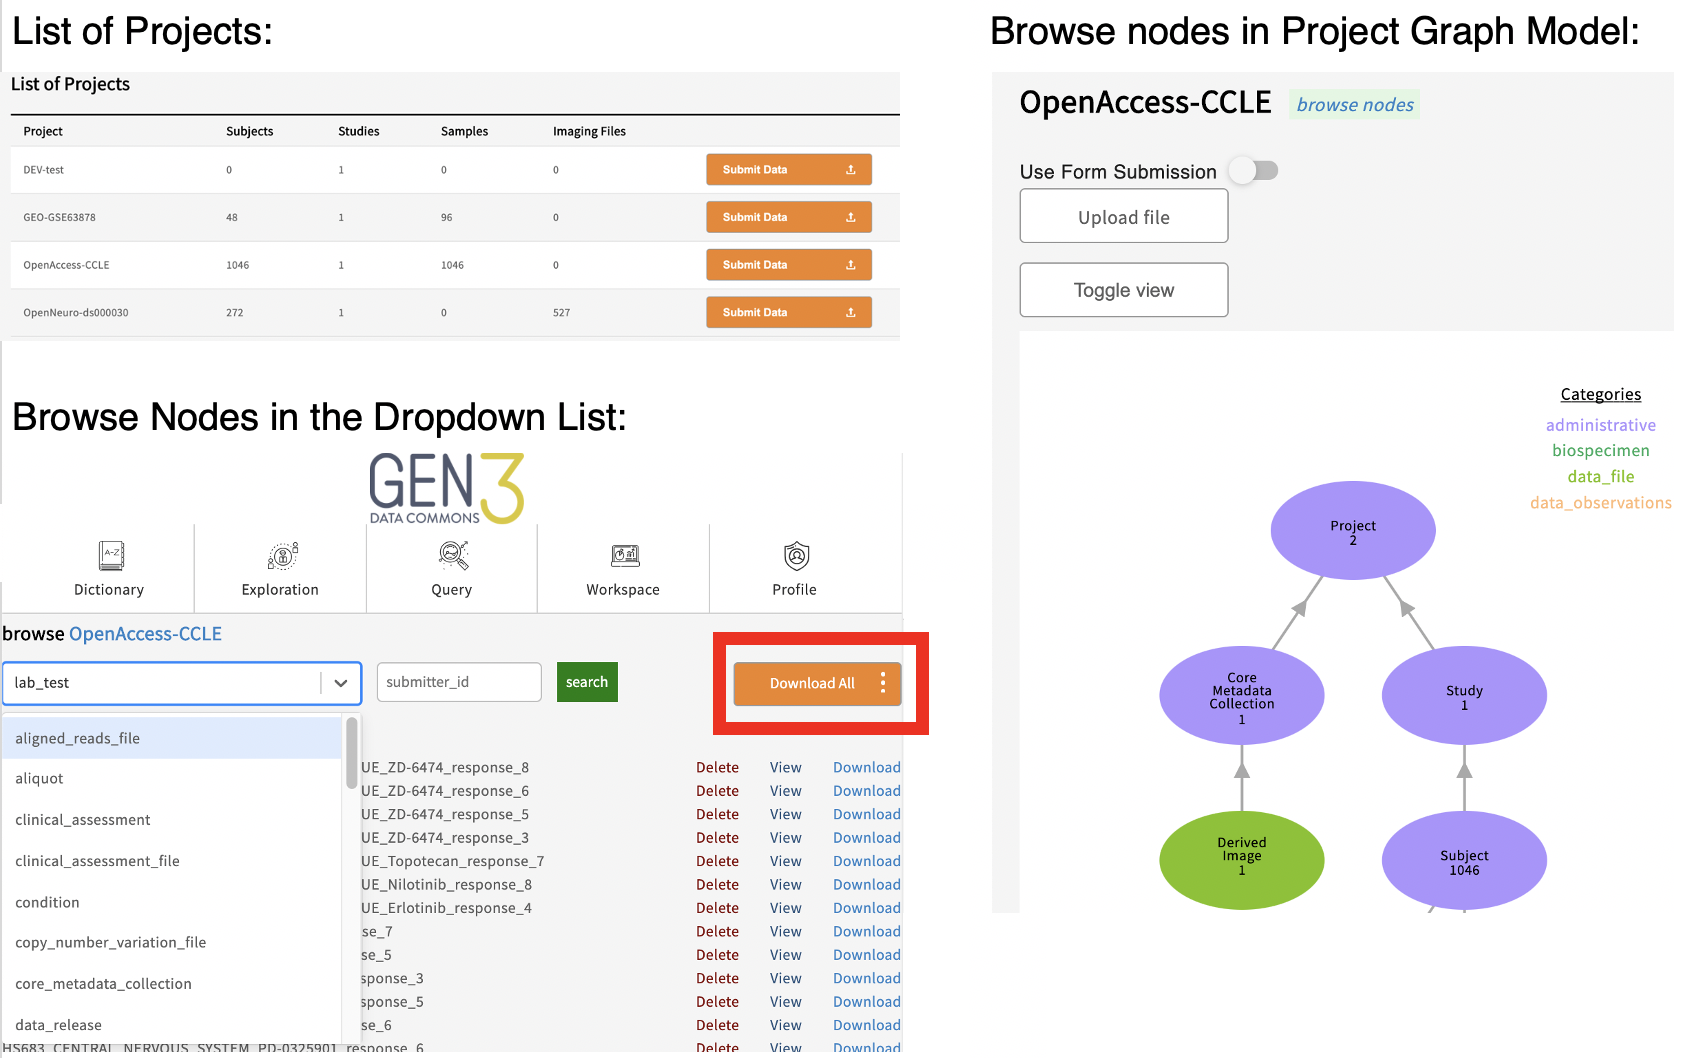 List of Projects:
List of Projects
Project Subjects Studies Samples Imaging Files
DEV-test 0 1 0 0 Submit Data
GEO-GSE63878 48 1 96 0 Submit Data
OpenAccess-CCLE 1046 1 1046 0 Submit Data
OpenNeuro-ds000030 272 1 0 527 Submit Data
Browse Nodes in the Dropdown List:
GEN3
DATA COMMONS
A-Z
Dictionary Exploration Query Workspace Profile
browse OpenAccess-CCLE
lab_test submitter_id search Download All
aligned_reads_file
aliquot
clinical_assessment
clinical_assessment_file
condition
copy_number_variation_file
core_metadata_collection
data_release
UE_ZD-6474_response_8 Delete View Download
UE_ZD-6474_response_6 Delete View Download
UE_ZD-6474_response_5 Delete View Download
UE_ZD-6474_response_3 Delete View Download
UE_Topotecan_response_7 Delete View Download
UE_Nilotinib_response_8 Delete View Download
UE_Erlotinib_response_4 Delete View Download
se_7 Delete View Download
se_5 Delete View Download
sponse_3 Delete View Download
sponse_5 Delete View Download
se_6 Delete View Download
HS683_CENTRAL_NERVOUS_SYSTEM_PD-0325901_response_6 Delete View Download
Browse nodes in Project Graph Model:
OpenAccess-CCLE browse nodes
Use Form Submission
Upload file
Toggle view
Categories
administrative
biospecimen
data_file
data_observations
Project
2
Core
Metadata
Collection
1
Study
1
Derived
Image
1
Subject
1046